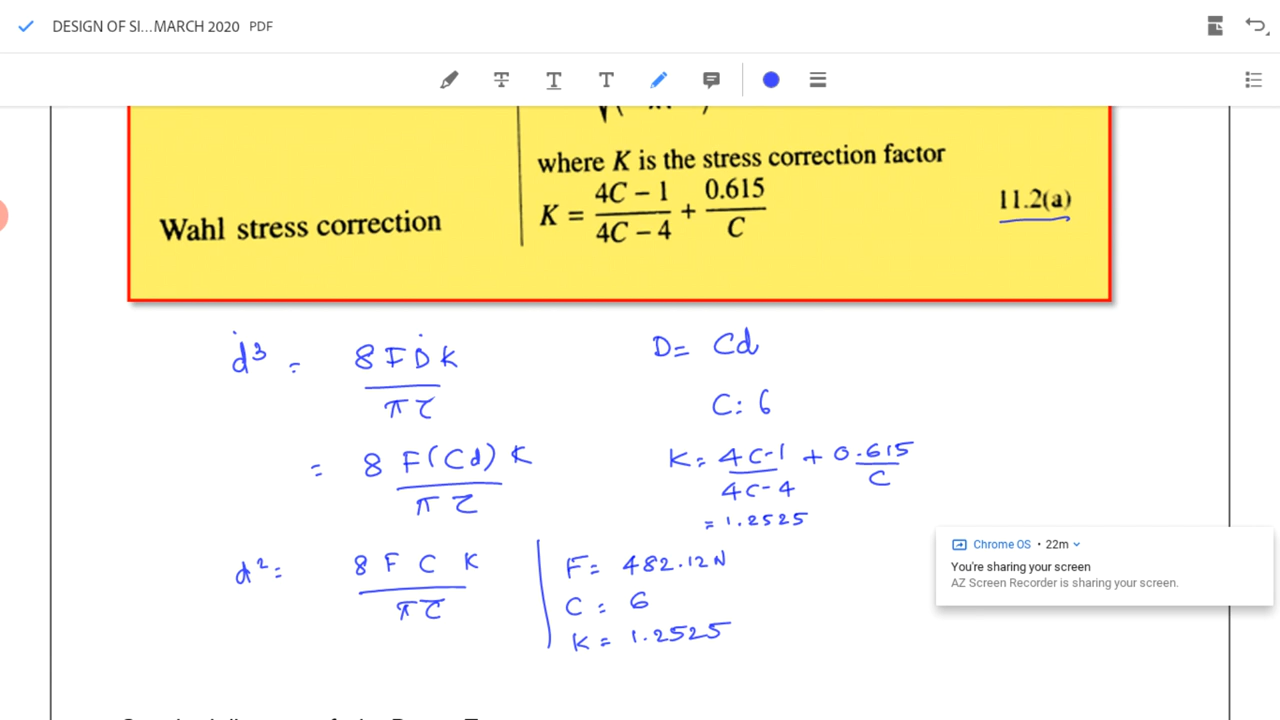 DESIGN OF SI...MARCH 2020 PDF
where K is the stress correction factor
Wahl stress correction K = (4C − 1)/(4C − 4) + 0.615/C 11.2(a)
d³ = 8FDK/πτ D = Cd
C: 6
= 8F(Cd)K/πτ K = (4C-1)/(4C-4) + 0.615/C
= 1.2525
d² = 8FCK/πτ F = 482.12N
C = 6
K = 1.2525
Chrome OS • 22m
You're sharing your screen
AZ Screen Recorder is sharing your screen.